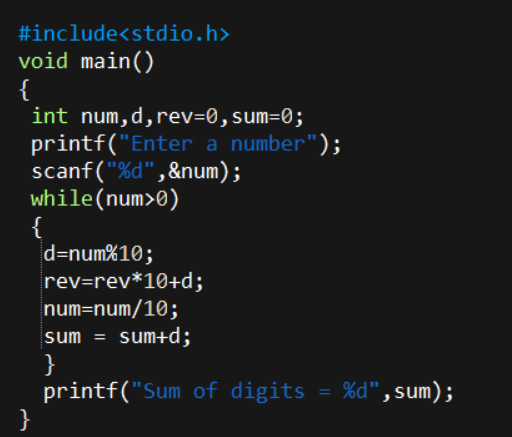 #include<stdio.h>
void main()
{
int num,d,rev=0,sum=0;
printf("Enter a number");
scanf("%d",&num);
while(num>0)
{
d=num%10;
rev=rev*10+d;
num=num/10;
sum = sum+d;
}
printf("Sum of digits = %d",sum);
}